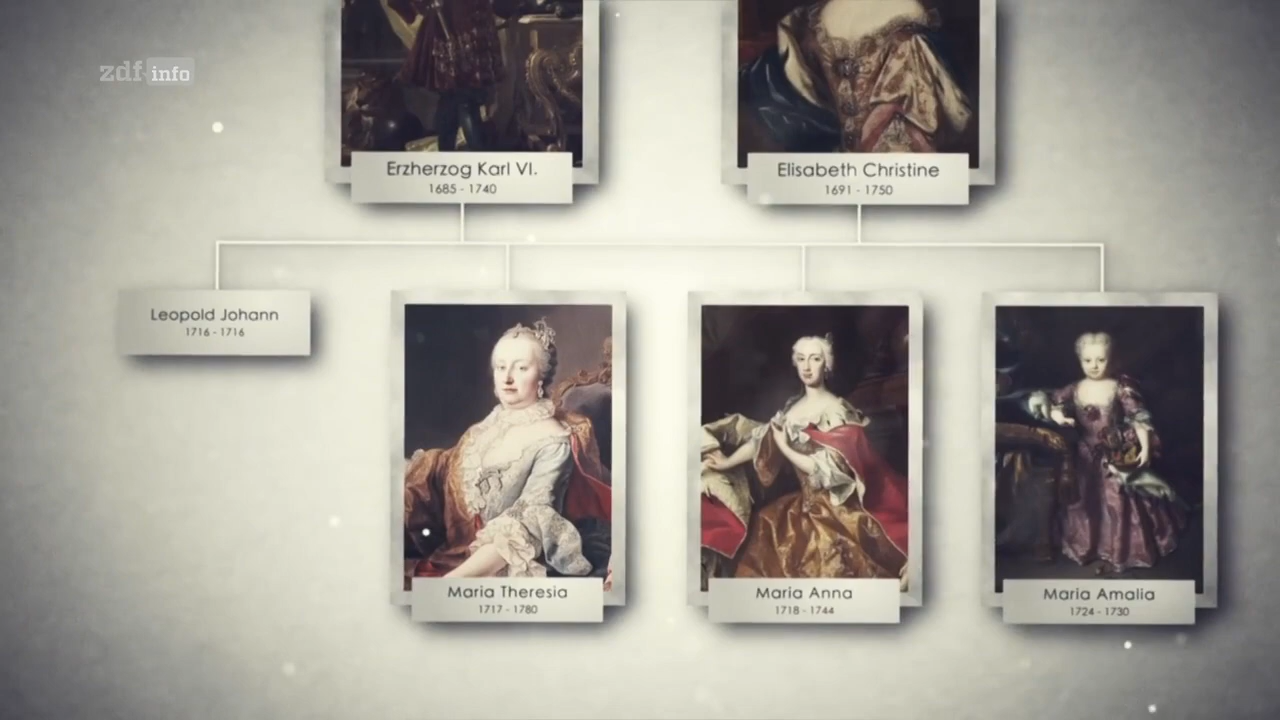 zdf info
Erzherzog Karl VI.
1685 - 1740
Elisabeth Christine
1691 - 1750
Leopold Johann
1716 - 1716
Maria Theresia
1717 - 1780
Maria Anna
1718 - 1744
Maria Amalia
1724 - 1730